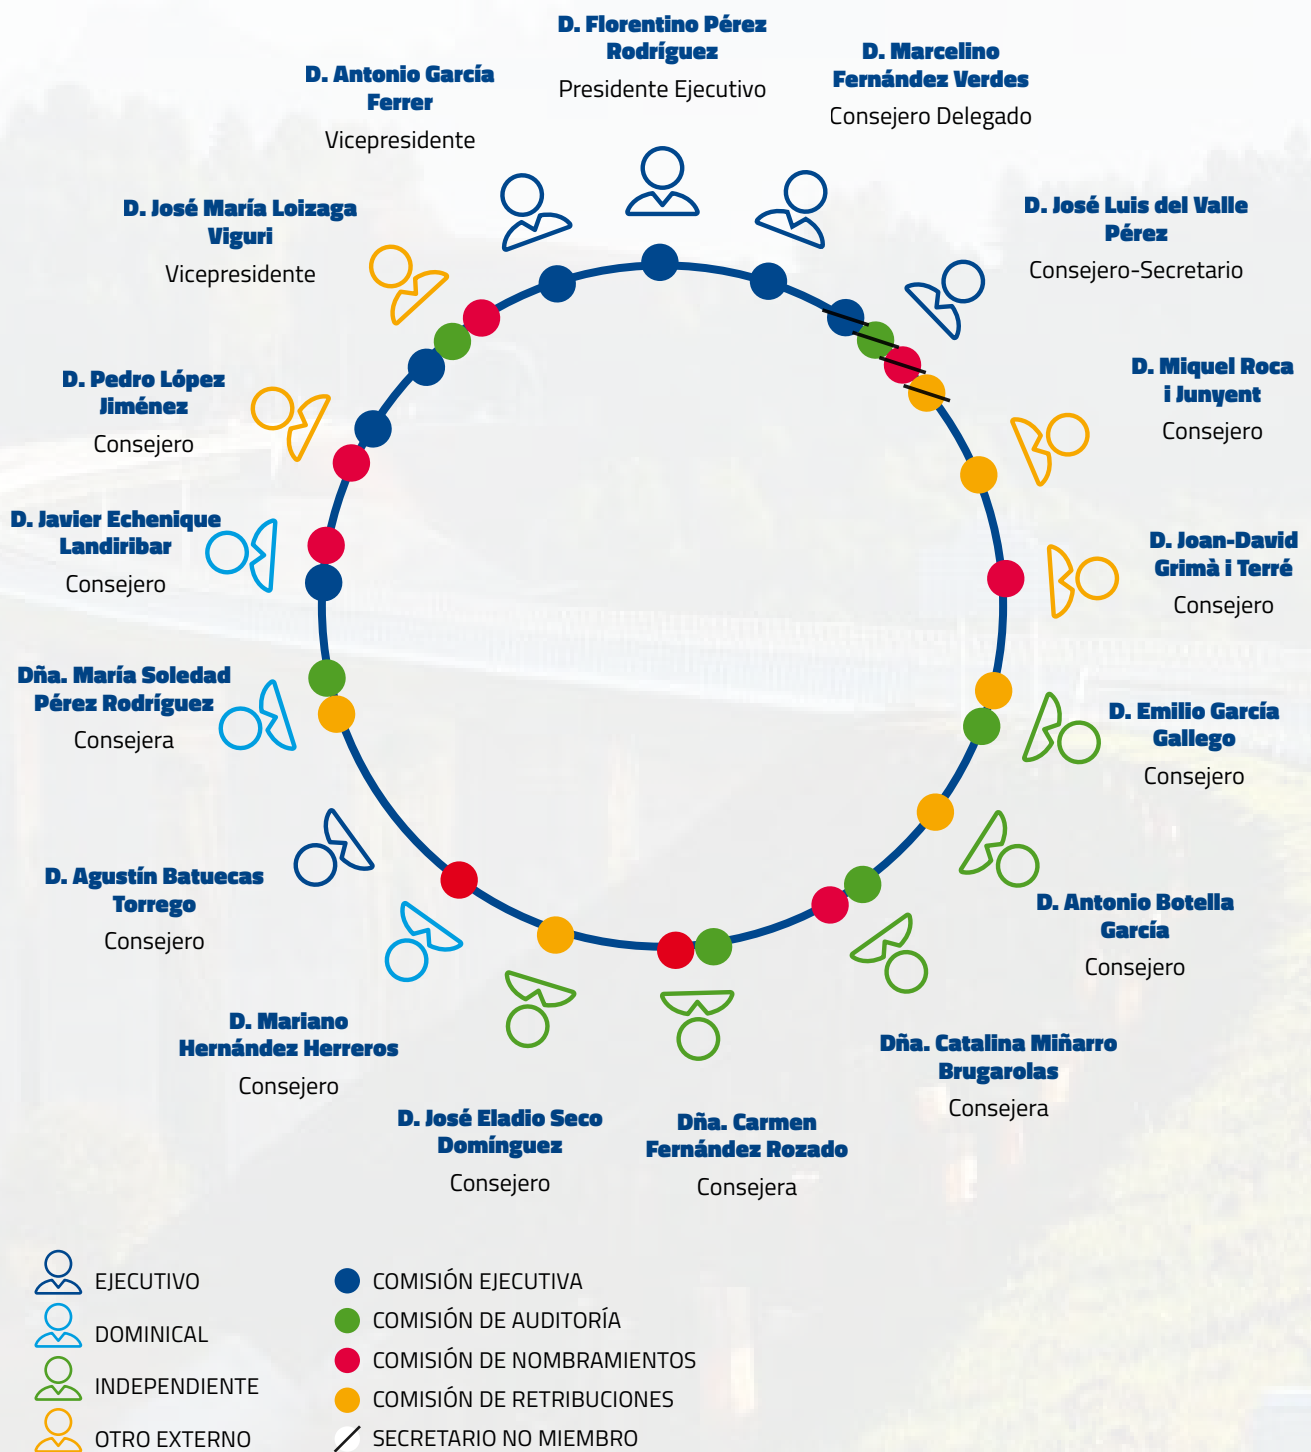 D. Florentino Pérez
Rodríguez
Presidente Ejecutivo
D. Marcelino
Fernández Verdes
Consejero Delegado
D. Antonio García
Ferrer
Vicepresidente
D. José María Loizaga
Viguri
Vicepresidente
D. José Luis del Valle
Pérez
Consejero-Secretario
D. Pedro López
Jiménez
Consejero
D. Miquel Roca
i Junyent
Consejero
D. Javier Echenique
Landiribar
Consejero
D. Joan-David
Grimà i Terré
Consejero
Dña. María Soledad
Pérez Rodríguez
Consejera
D. Emilio García
Gallego
Consejero
D. Agustín Batuecas
Torrego
Consejero
D. Antonio Botella
García
Consejero
D. Mariano
Hernández Herreros
Consejero
Dña. Catalina Miñarro
Brugarolas
Consejera
D. José Eladio Seco
Domínguez
Consejero
Dña. Carmen
Fernández Rozado
Consejera
EJECUTIVO
DOMINICAL
INDEPENDIENTE
OTRO EXTERNO
COMISIÓN EJECUTIVA
COMISIÓN DE AUDITORÍA
COMISIÓN DE NOMBRAMIENTOS
COMISIÓN DE RETRIBUCIONES
SECRETARIO NO MIEMBRO